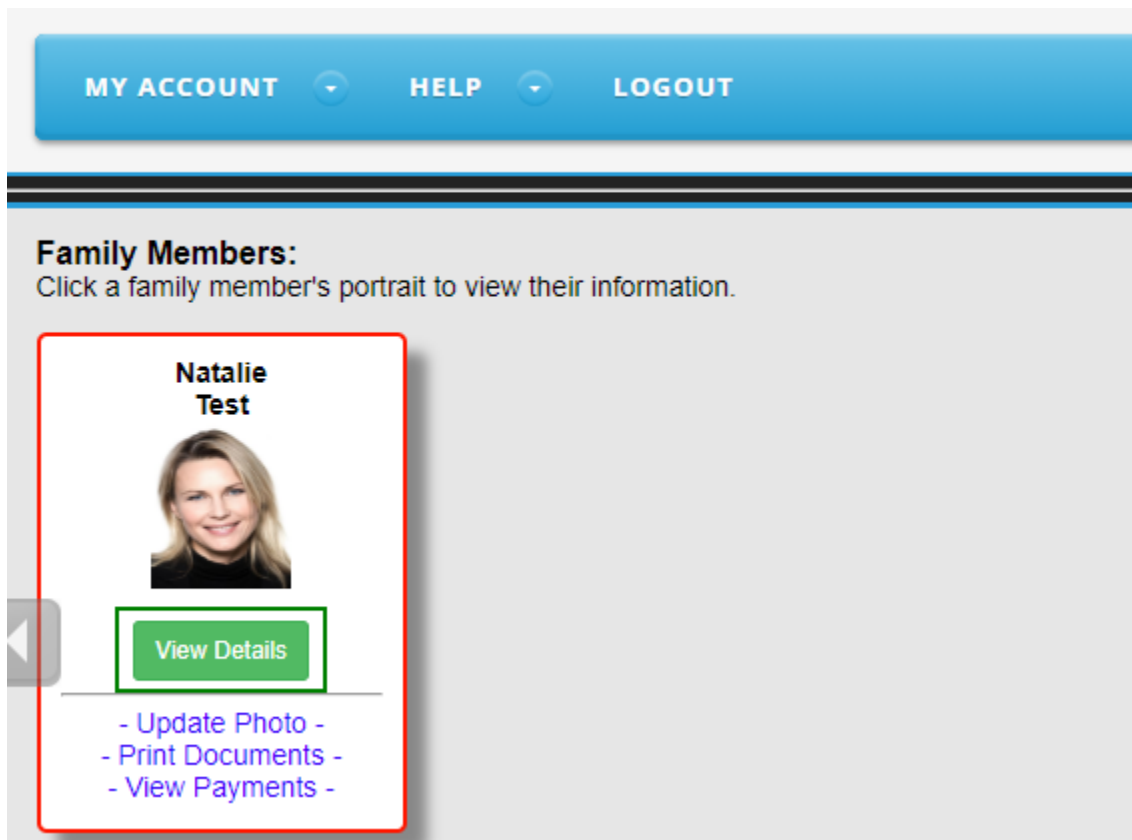 MY ACCOUNT HELP LOGOUT
Family Members:
Click a family member's portrait to view their information.
Natalie
Test
View Details
- Update Photo -
- Print Documents -
- View Payments -